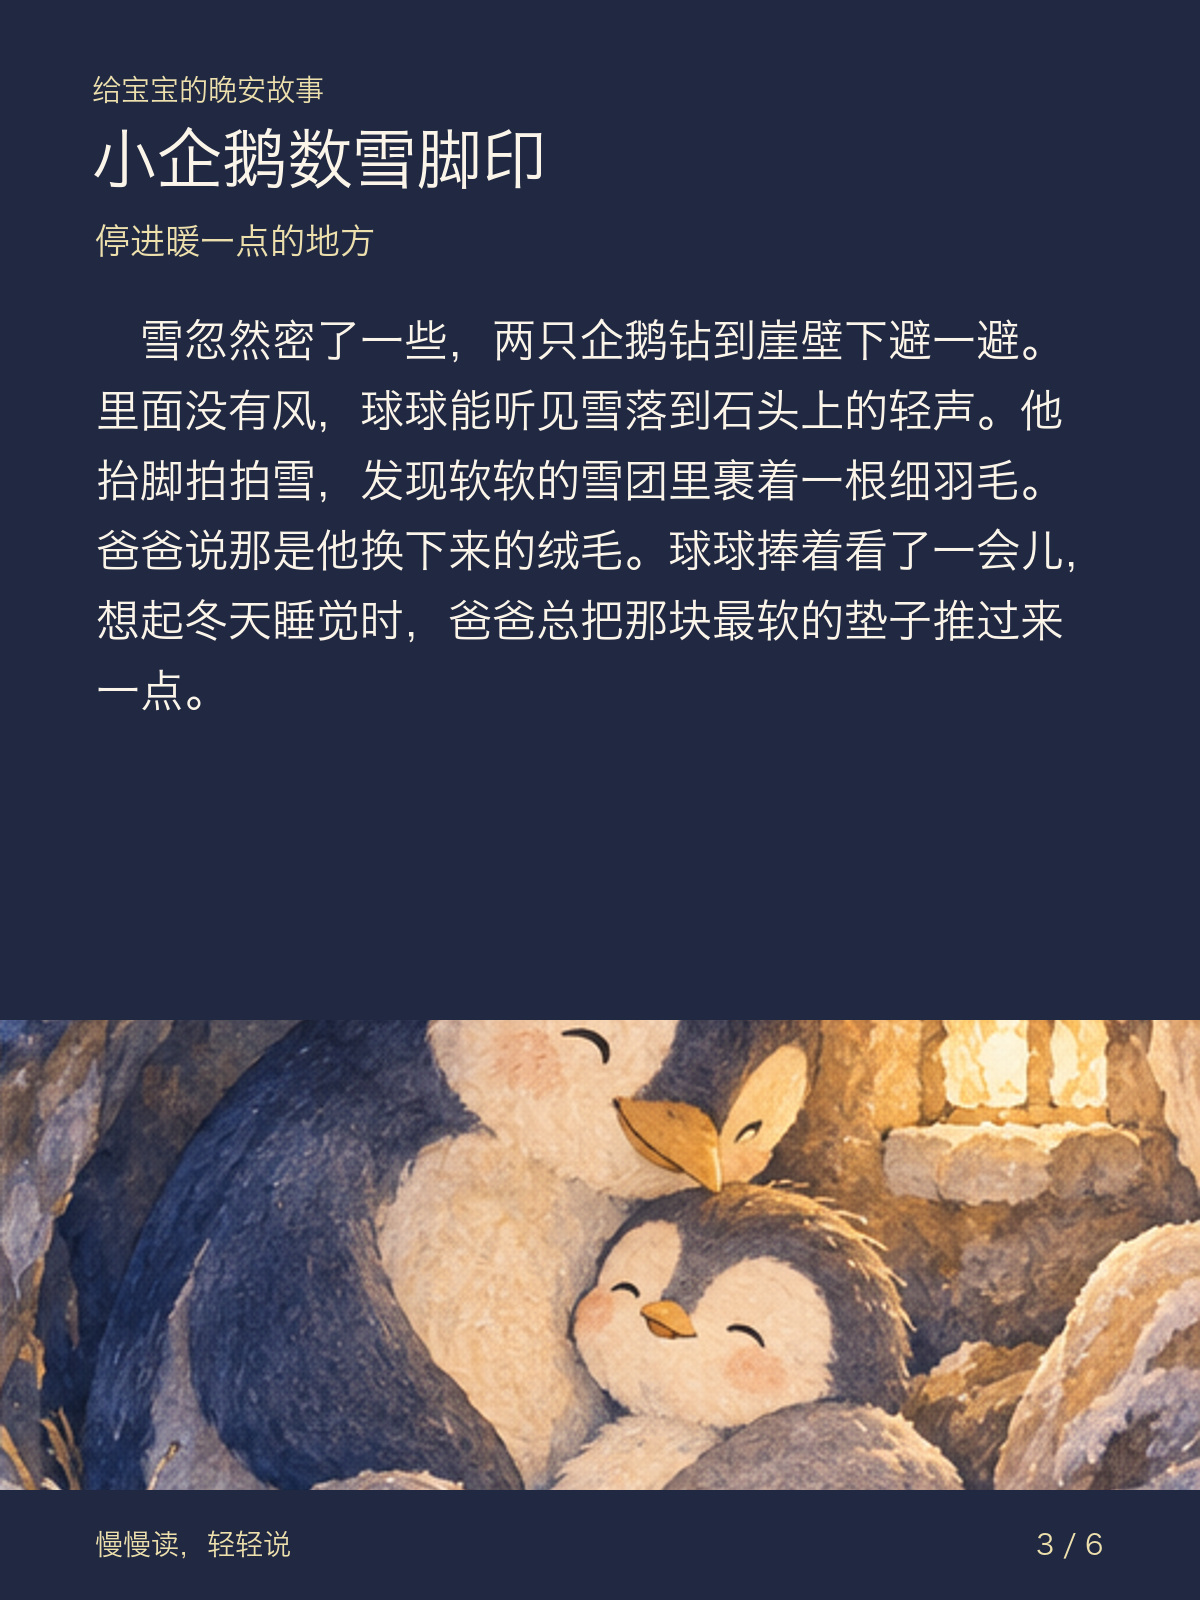 给宝宝的晚安故事
小企鹅数雪脚印
停进暖一点的地方
雪忽然密了一些，两只企鹅钻到崖壁下避一避。
里面没有风，球球能听见雪落到石头上的轻声。他
抬脚拍拍雪，发现软软的雪团里裹着一根细羽毛。
爸爸说那是他换下来的绒毛。球球捧着看了一会儿，
想起冬天睡觉时，爸爸总把那块最软的垫子推过来
一点。
慢慢读，轻轻说
3 / 6